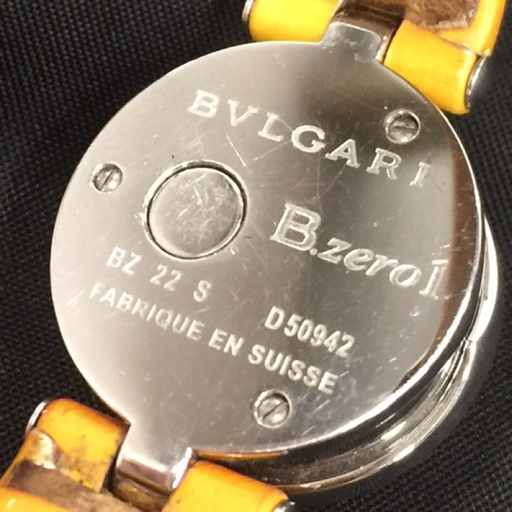 BVLGARI
B.zero1
BZ 22 S D50942
FABRIQUE EN SUISSE